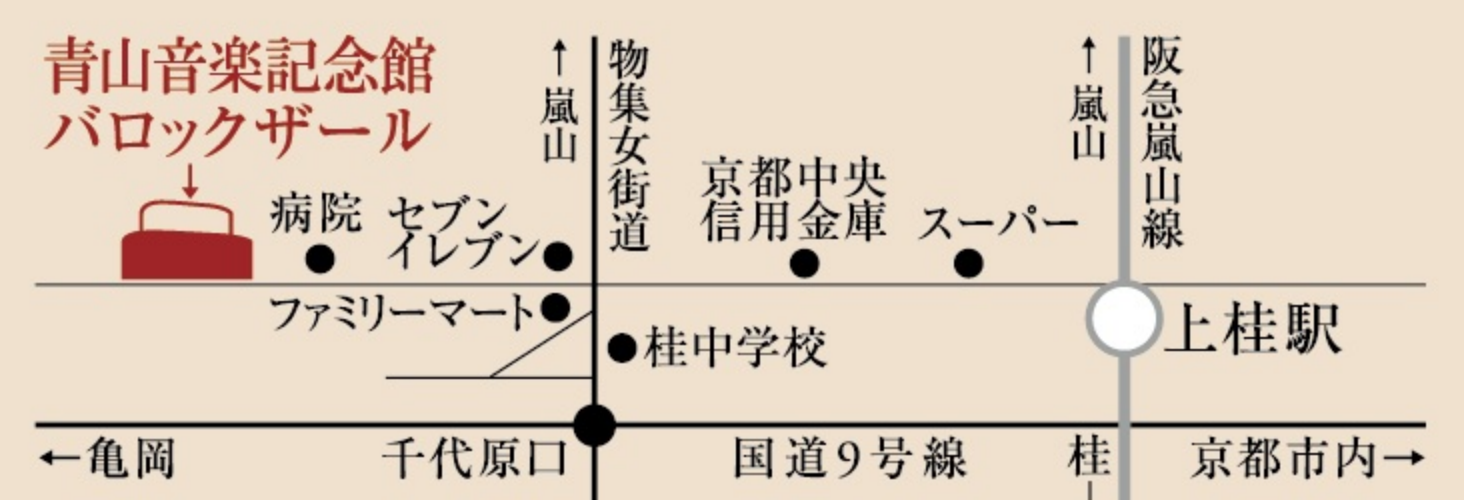 青山音楽記念館
バロックザール
↑嵐山
物集女街道
↑嵐山
阪急嵐山線
病院
セブン
イレブン
京都中央
信用金庫
スーパー
ファミリーマート
桂中学校
上桂駅
←亀岡
千代原口
国道9号線
桂
京都市内→